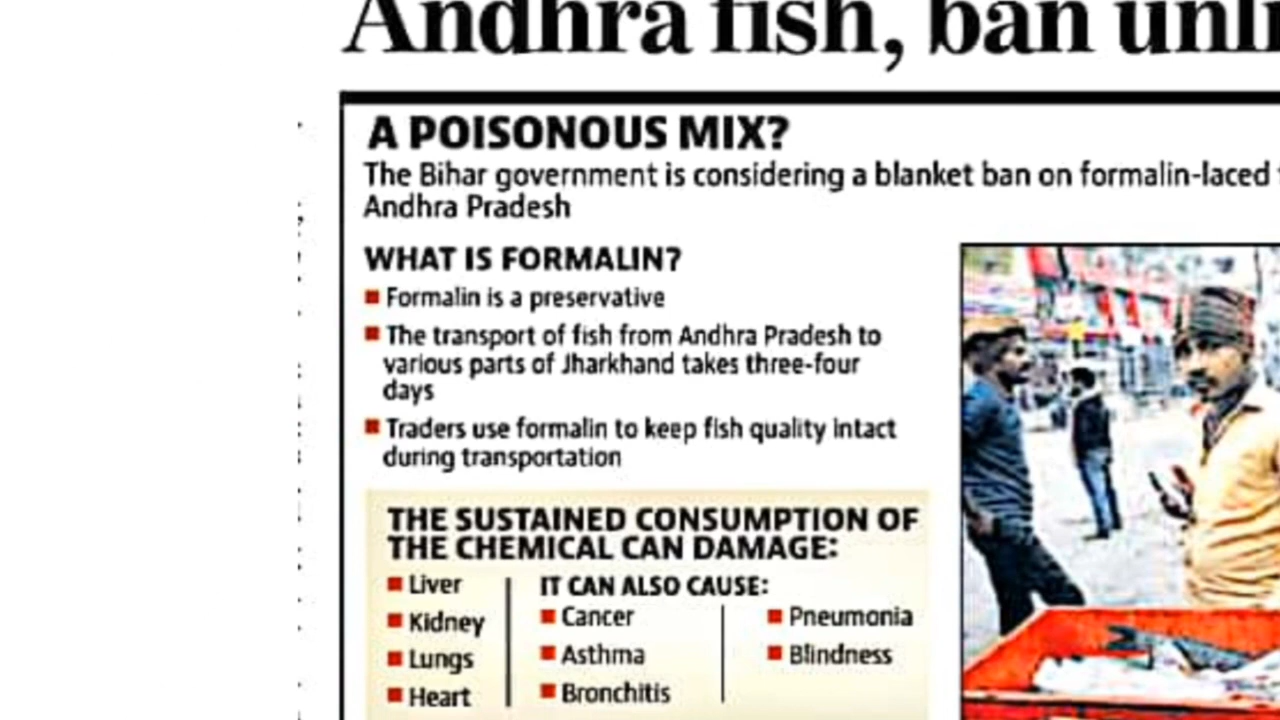 Andhra fish, ban
A POISONOUS MIX?
The Bihar government is considering a blanket ban on formalin-laced
Andhra Pradesh
WHAT IS FORMALIN?
Formalin is a preservative
The transport of fish from Andhra Pradesh to
various parts of Jharkhand takes three-four
days
Traders use formalin to keep fish quality intact
during transportation
THE SUSTAINED CONSUMPTION OF
THE CHEMICAL CAN DAMAGE:
Liver
Kidney
Lungs
Heart
IT CAN ALSO CAUSE:
Cancer
Asthma
Bronchitis
Pneumonia
Blindness